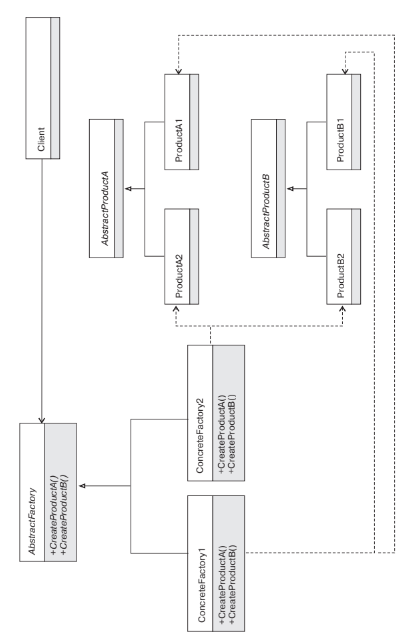 AbstractFactory
+CreateProductA()
+CreateProductB()
Client
ConcreteFactory1
+CreateProductA()
+CreateProductB()
ConcreteFactory2
+CreateProductA()
+CreateProductB()
AbstractProductA
ProductA2
ProductA1
AbstractProductB
ProductB2
ProductB1